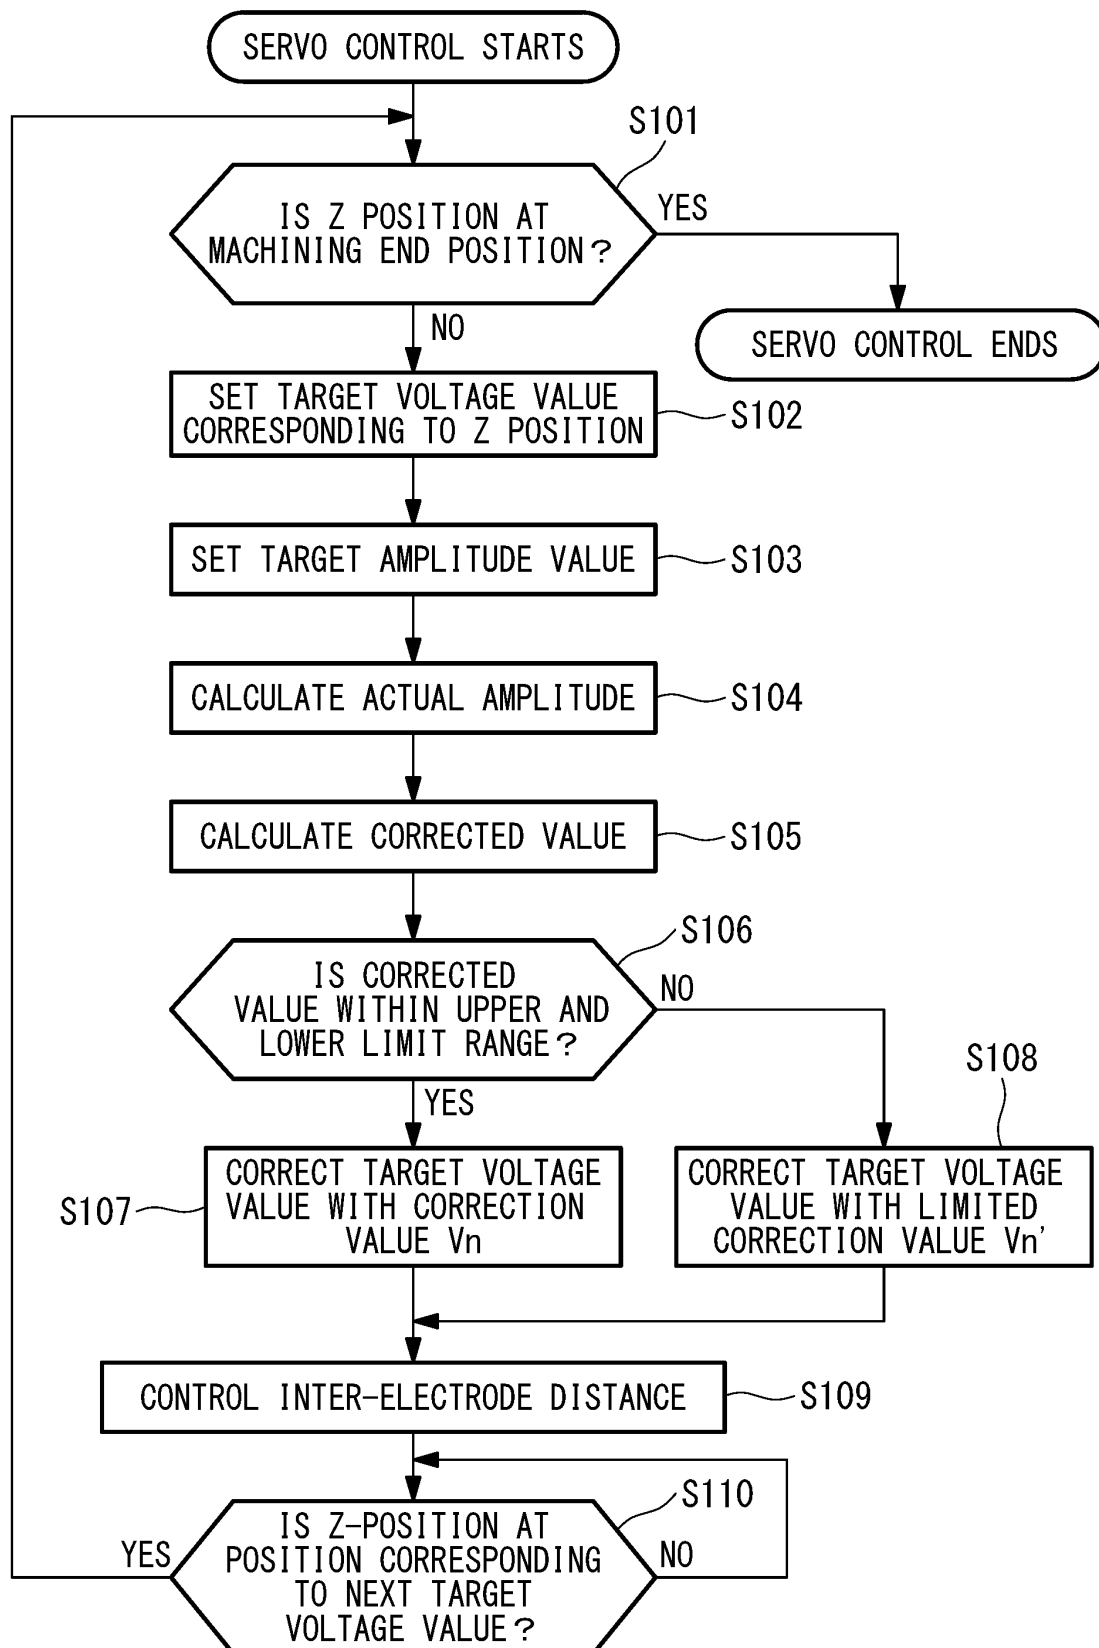 SERVO CONTROL STARTS
S101
IS Z POSITION AT
MACHINING END POSITION?
YES
NO
SERVO CONTROL ENDS
SET TARGET VOLTAGE VALUE
CORRESPONDING TO Z POSITION
S102
SET TARGET AMPLITUDE VALUE
S103
CALCULATE ACTUAL AMPLITUDE
S104
CALCULATE CORRECTED VALUE
S105
S106
IS CORRECTED
VALUE WITHIN UPPER AND
LOWER LIMIT RANGE?
NO
YES
S108
S107
CORRECT TARGET VOLTAGE
VALUE WITH CORRECTION
VALUE Vn
CORRECT TARGET VOLTAGE
VALUE WITH LIMITED
CORRECTION VALUE Vn'
CONTROL INTER-ELECTRODE DISTANCE
S109
S110
IS Z-POSITION AT
POSITION CORRESPONDING
TO NEXT TARGET
VOLTAGE VALUE?
YES
NO